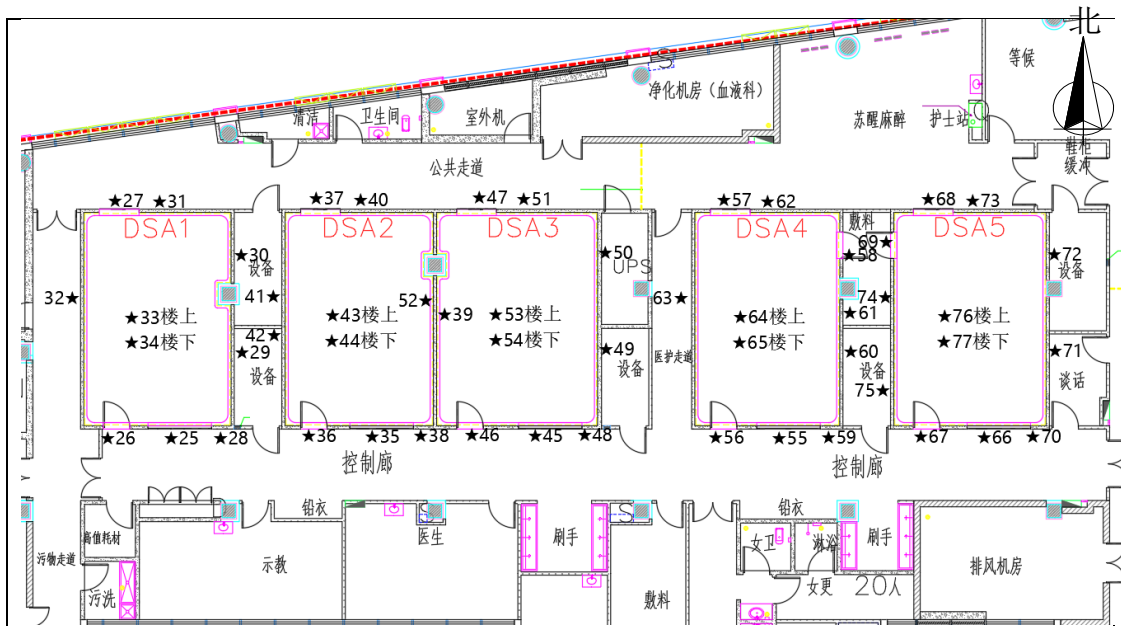 北
等候
净化机房（血液科）
清洁
卫生间
室外机
苏醒麻醉
护士站
鞋柜
缓冲
公共走道
★27 ★31
★37 ★40
★47 ★51
★57 ★62
★68 ★73
DSA1
DSA2
DSA3
DSA4
DSA5
敷料
69★
★30
设备
★50
UPS
★58
★72
设备
32★
41★
52★
★39
63★
74★
★61
★33楼上
★34楼下
★43楼上
★44楼下
★53楼上
★54楼下
★64楼上
★65楼下
★76楼上
★77楼下
42★
★29
设备
★49
设备
医护走道
★60
设备
75★
★71
谈话
★26 ★25 ★28
★36 ★35 ★38
★46 ★45 ★48
★56 ★55 ★59
★67 ★66 ★70
控制廊
控制廊
铅衣
铅衣
高值耗材
污物走道
示教
医生
刷手
女卫
淋浴
刷手
排风机房
污洗
敷料
女更
20人